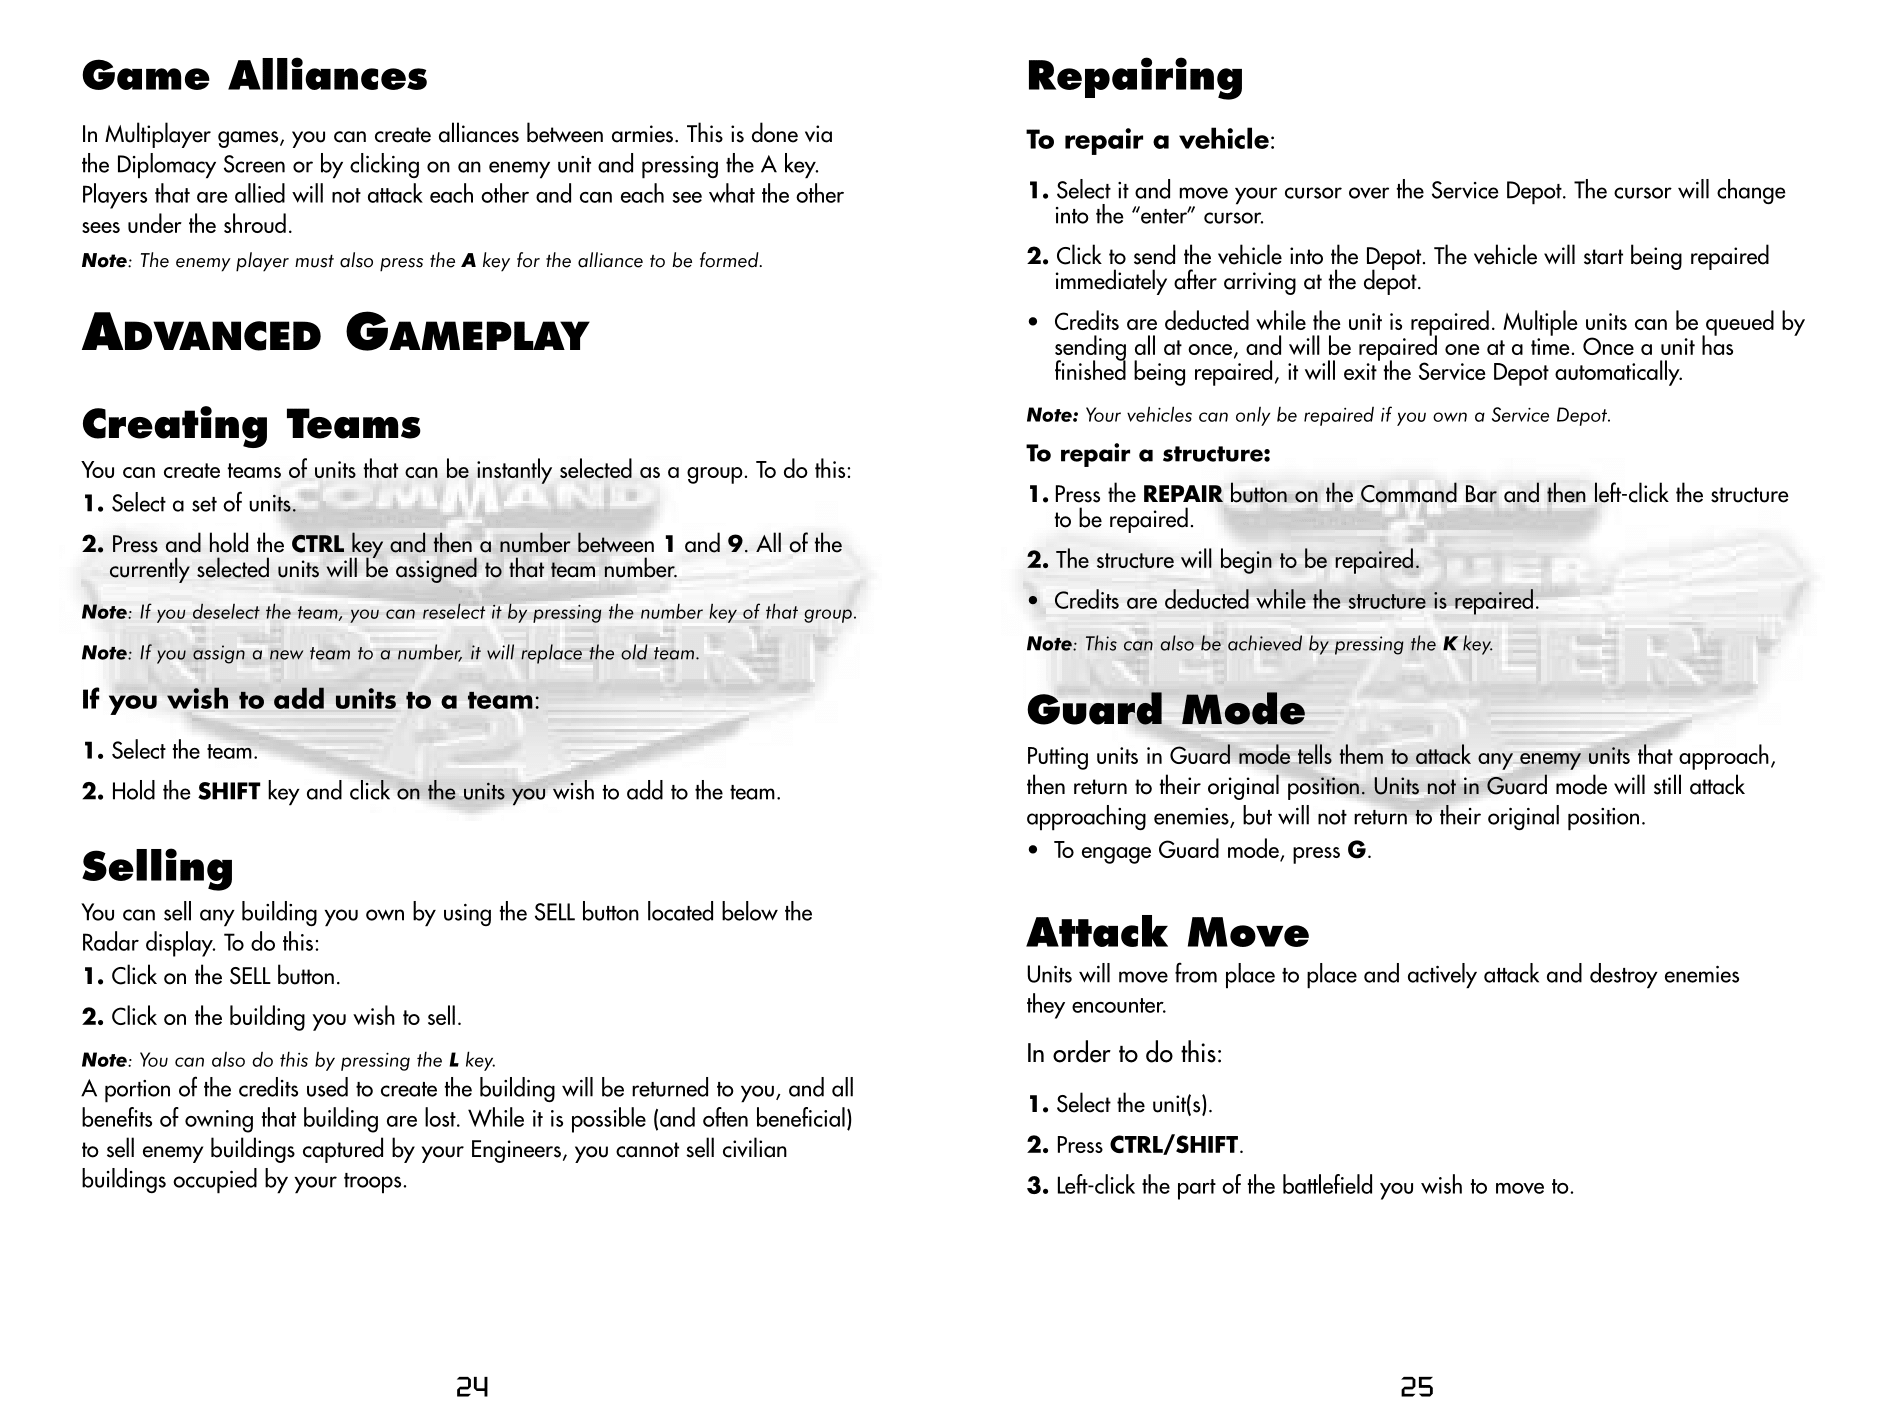 Game Alliances
In Multiplayer games, you can create alliances between armies. This is done via
the Diplomacy Screen or by clicking on an enemy unit and pressing the A key.
Players that are allied will not attack each other and can each see what the other
sees under the shroud.
Note: The enemy player must also press the A key for the alliance to be formed.
ADVANCED GAMEPLAY
Creating Teams
You can create teams of units that can be instantly selected as a group. To do this:
1. Select a set of units.
2. Press and hold the CTRL key and then a number between 1 and 9. All of the
currently selected units will be assigned to that team number.
Note: If you deselect the team, you can reselect it by pressing the number key of that group.
Note: If you assign a new team to a number, it will replace the old team.
If you wish to add units to a team:
1. Select the team.
2. Hold the SHIFT key and click on the units you wish to add to the team.
Selling
You can sell any building you own by using the SELL button located below the
Radar display. To do this:
1. Click on the SELL button.
2. Click on the building you wish to sell.
Note: You can also do this by pressing the L key.
A portion of the credits used to create the building will be returned to you, and all
benefits of owning that building are lost. While it is possible (and often beneficial)
to sell enemy buildings captured by your Engineers, you cannot sell civilian
buildings occupied by your troops.
24
COMMAND
&
CONQUER
RED ALERT
2
Repairing
To repair a vehicle:
1. Select it and move your cursor over the Service Depot. The cursor will change
into the “enter” cursor.
2. Click to send the vehicle into the Depot. The vehicle will start being repaired
immediately after arriving at the depot.
• Credits are deducted while the unit is repaired. Multiple units can be queued by
sending all at once, and will be repaired one at a time. Once a unit has
finished being repaired, it will exit the Service Depot automatically.
Note: Your vehicles can only be repaired if you own a Service Depot.
To repair a structure:
1. Press the REPAIR button on the Command Bar and then left-click the structure
to be repaired.
2. The structure will begin to be repaired.
• Credits are deducted while the structure is repaired.
Note: This can also be achieved by pressing the K key.
Guard Mode
Putting units in Guard mode tells them to attack any enemy units that approach,
then return to their original position. Units not in Guard mode will still attack
approaching enemies, but will not return to their original position.
• To engage Guard mode, press G.
Attack Move
Units will move from place to place and actively attack and destroy enemies
they encounter.
In order to do this:
1. Select the unit(s).
2. Press CTRL/SHIFT.
3. Left-click the part of the battlefield you wish to move to.
25
COMMAND
&
CONQUER
RED ALERT
2